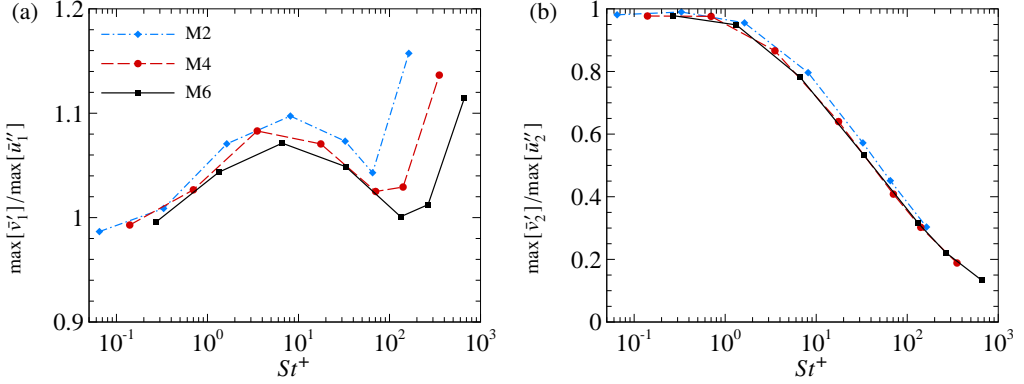 (a)
1.2
1.1
1
0.9
max[v̄′₁]/max[ū″₁]
M2
M4
M6
10⁻¹ 10⁰ 10¹ 10² 10³
St⁺
(b)
1
0.8
0.6
0.4
0.2
0
max[v̄′₂]/max[ū″₂]
10⁻¹ 10⁰ 10¹ 10² 10³
St⁺